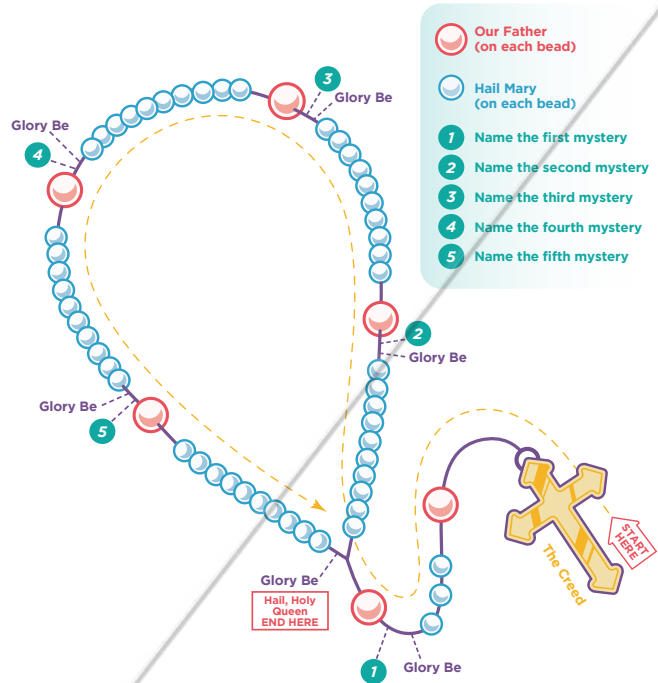 Our Father
(on each bead)
Hail Mary
(on each bead)
1 Name the first mystery
2 Name the second mystery
3 Name the third mystery
4 Name the fourth mystery
5 Name the fifth mystery
3
Glory Be
Glory Be
4
2
Glory Be
Glory Be
5
START
HERE
The Creed
Glory Be
Hail, Holy
Queen
END HERE
1
Glory Be